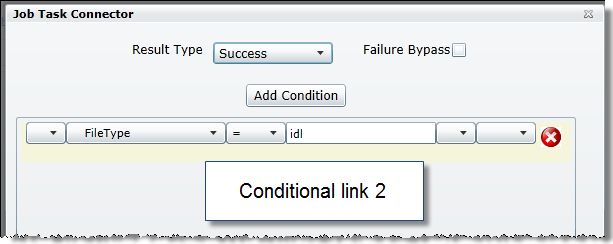 Job Task Connector
Result Type Success Failure Bypass
Add Condition
FileType = idl
Conditional link 2